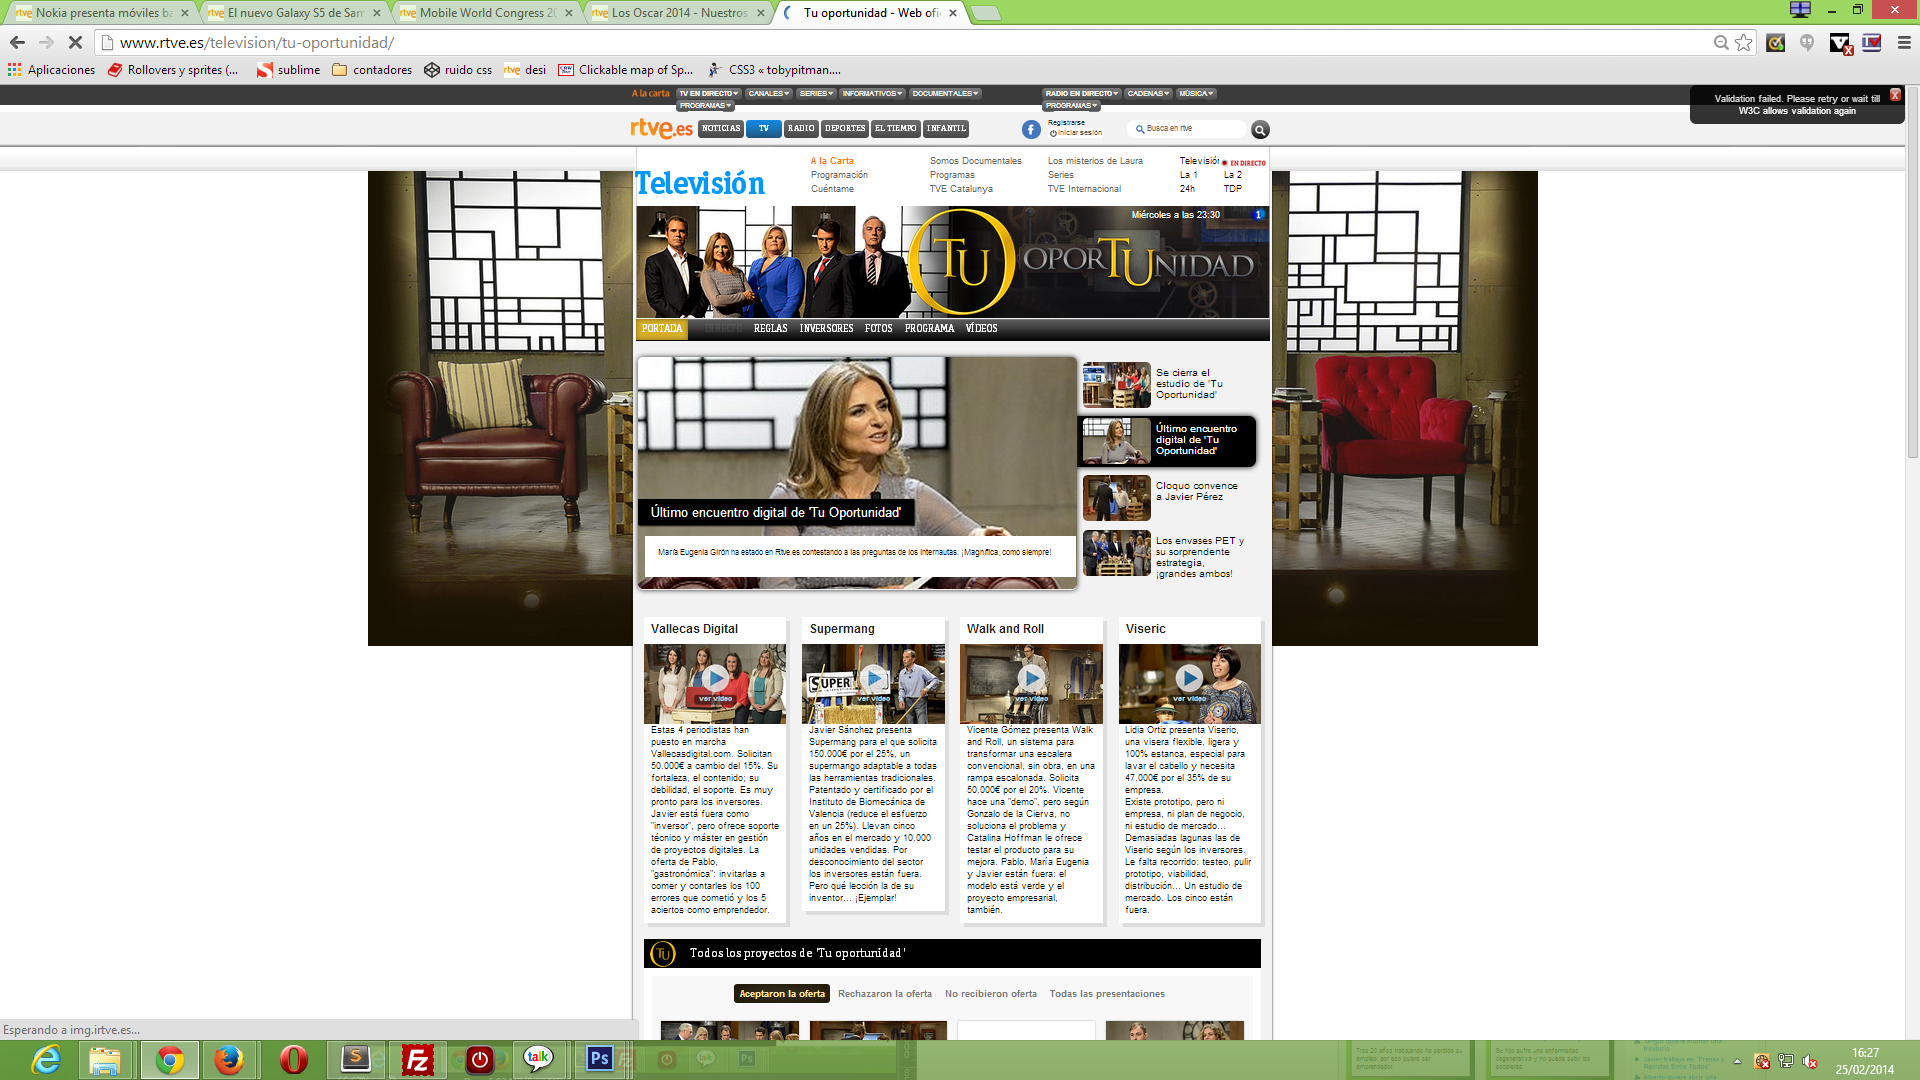 Nokia presenta móviles ba
El nuevo Galaxy S5 de Sam
Mobile World Congress 20
Los Oscar 2014 - Nuestros
Tu oportunidad - Web ofi
www.rtve.es/television/tu-oportunidad/
Aplicaciones
Rollovers y sprites (...
sublime
contadores
ruido css
desi
Clickable map of Sp...
CSS3 « tobypitman....
A la carta
TV EN DIRECTO
CANALES
SERIES
INFORMATIVOS
DOCUMENTALES
PROGRAMAS
RADIO EN DIRECTO
CADENAS
MÚSICA
PROGRAMAS
Validation failed. Please retry or wait till
W3C allows validation again
rtve.es
NOTICIAS
TV
RADIO
DEPORTES
EL TIEMPO
INFANTIL
Registrarse
Iniciar sesión
Busca en rtve
Televisión
A la Carta
Programación
Cuéntame
Somos Documentales
Programas
TVE Catalunya
Los misterios de Laura
Series
TVE Internacional
Televisión
EN DIRECTO
La 1
La 2
24h
TDP
Miércoles a las 23:30
1
TU
OPORTUNIDAD
PORTADA
DIRECTO
REGLAS
INVERSORES
FOTOS
PROGRAMA
VÍDEOS
Último encuentro digital de 'Tu Oportunidad'
María Eugenia Girón ha estado en Rtve.es contestando a las preguntas de los internautas. ¡Magnífica, como siempre!
Se cierra el
estudio de 'Tu
Oportunidad'
Último encuentro
digital de 'Tu
Oportunidad'
Cloquo convence
a Javier Pérez
Los envases PET y
su sorprendente
estrategia,
¡grandes ambos!
Vallecas Digital
ver vídeo
Estas 4 periodistas han
puesto en marcha
Vallecasdigital.com. Solicitan
50.000€ a cambio del 15%. Su
fortaleza, el contenido; su
debilidad, el soporte. Es muy
pronto para los inversores.
Javier está fuera como
"inversor", pero ofrece soporte
técnico y máster en gestión
de proyectos digitales. La
oferta de Pablo,
"gastronómica": invitarlas a
comer y contarles los 100
errores que cometió y los 5
aciertos como emprendedor.
Supermang
SUPER
ver vídeo
Javier Sánchez presenta
Supermang para el que solicita
150.000€ por el 25%, un
supermango adaptable a todas
las herramientas tradicionales.
Patentado y certificado por el
Instituto de Biomecánica de
Valencia (reduce el esfuerzo
en un 25%). Llevan cinco
años en el mercado y 10.000
unidades vendidas. Por
desconocimiento del sector
los inversores están fuera.
Pero qué lección la de su
inventor... ¡Ejemplar!
Walk and Roll
ver vídeo
Vicente Gómez presenta Walk
and Roll, un sistema para
transformar una escalera
convencional, sin obra, en una
rampa escalonada. Solicita
50.000€ por el 20%. Vicente
hace una "demo", pero según
Gonzalo de la Cierva, no
soluciona el problema y
Catalina Hoffman le ofrece
testar el producto para su
mejora. Pablo, María Eugenia
y Javier están fuera: el
modelo está verde y el
proyecto empresarial,
también.
Viseric
ver vídeo
Lidia Ortiz presenta Viseric,
una visera flexible, ligera y
100% estanca, especial para
lavar el cabello y necesita
47.000€ por el 35% de su
empresa.
Existe prototipo, pero ni
empresa, ni plan de negocio,
ni estudio de mercado...
Demasiadas lagunas las de
Viseric según los inversores.
Le falta recorrido: testeo, pulir
prototipo, viabilidad,
distribución... Un estudio de
mercado. Los cinco están
fuera.
TU
Todos los proyectos de 'Tu oportunidad'
Aceptaron la oferta
Rechazaron la oferta
No recibieron oferta
Todas las presentaciones
Esperando a img.irtve.es...
talk
Ps
16:27
25/02/2014